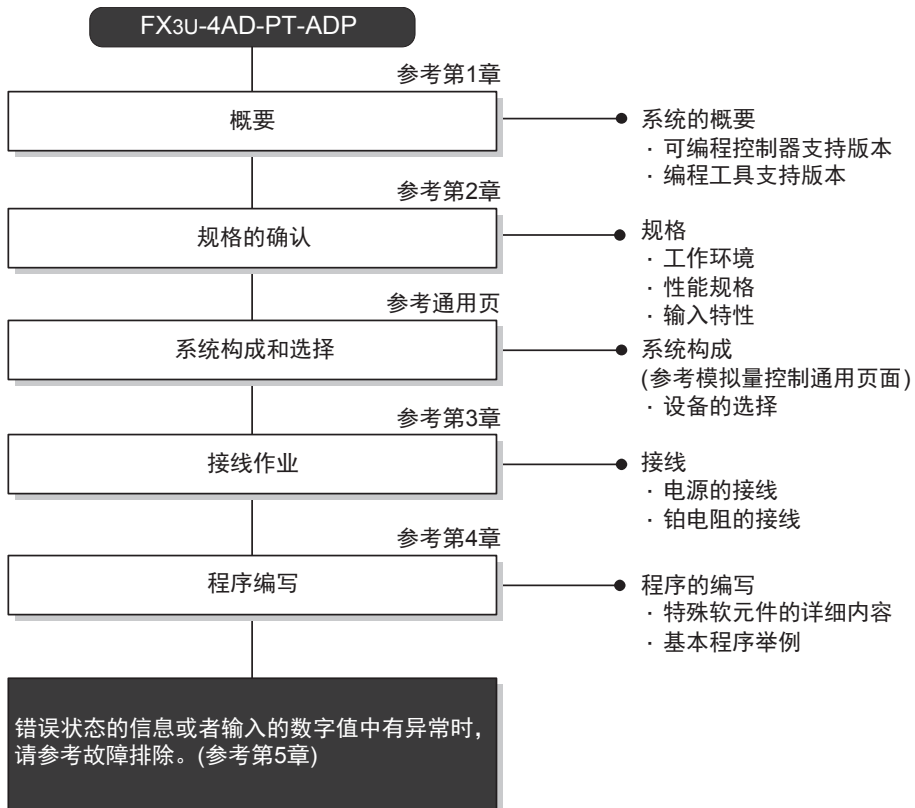 FX3U-4AD-PT-ADP
参考第1章
概要
系统的概要
· 可编程控制器支持版本
· 编程工具支持版本
参考第2章
规格的确认
规格
· 工作环境
· 性能规格
· 输入特性
参考通用页
系统构成和选择
系统构成
(参考模拟量控制通用页面)
· 设备的选择
参考第3章
接线作业
接线
· 电源的接线
· 铂电阻的接线
参考第4章
程序编写
程序的编写
· 特殊软元件的详细内容
· 基本程序举例
错误状态的信息或者输入的数字值中有异常时，
请参考故障排除。(参考第5章)